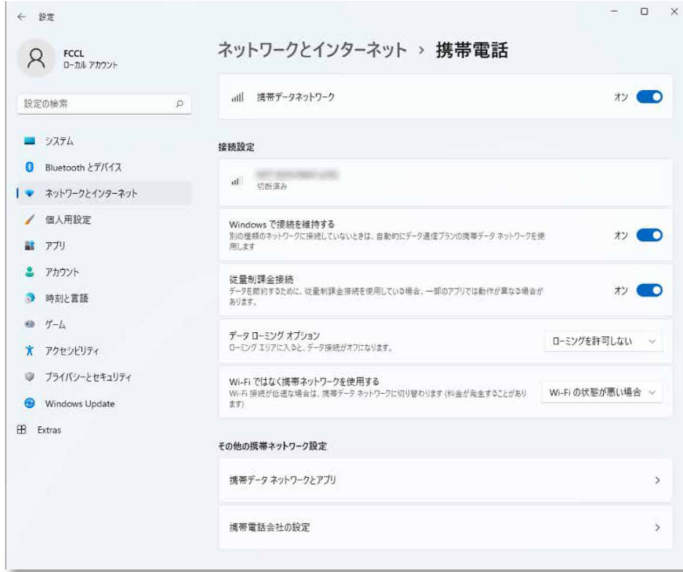 設定
FCCL
ローカル アカウント
設定の検索
システム
Bluetooth とデバイス
ネットワークとインターネット
個人用設定
アプリ
アカウント
時刻と言語
ゲーム
アクセシビリティ
プライバシーとセキュリティ
Windows Update
Extras
ネットワークとインターネット › 携帯電話
携帯データネットワーク
オン
接続設定
切断済み
Windows で接続を維持する
別の種類のネットワークに接続していないときは、自動的にデータ通信プランの携帯データ ネットワークを使
用します
オン
従量制課金接続
データを節約するために、従量制課金接続を使用している場合、一部のアプリでは動作が異なる場合が
あります。
オン
データ ローミング オプション
ローミング エリアに入ると、データ接続がオフになります。
ローミングを許可しない
Wi-Fi ではなく携帯ネットワークを使用する
Wi-Fi 接続が低速な場合は、携帯データ ネットワークに切り替わります (料金が発生することがあり
ます)
Wi-Fi の状態が悪い場合
その他の携帯ネットワーク設定
携帯データ ネットワークとアプリ
携帯電話会社の設定